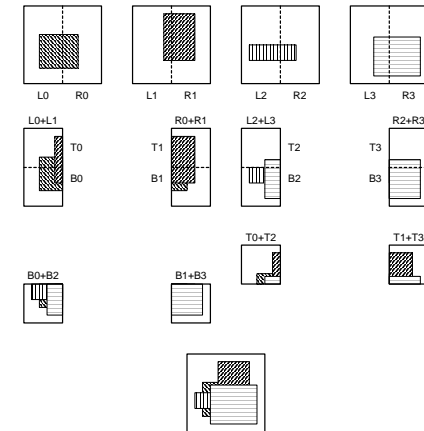 L0 R0 L1 R1 L2 R2 L3 R3
L0+L1 R0+R1 L2+L3 R2+R3
T0 T1 T2 T3
B0 B1 B2 B3
T0+T2 T1+T3
B0+B2 B1+B3